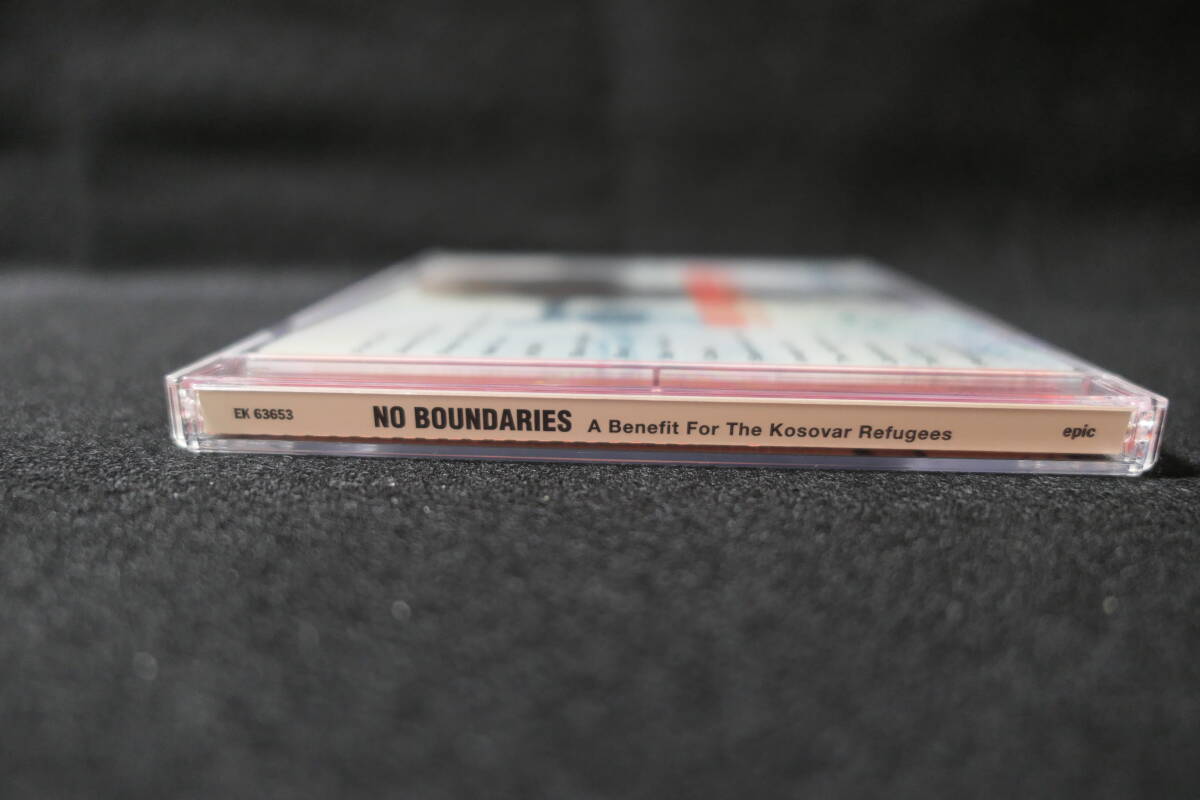 EK 63653 NO BOUNDARIES A Benefit For The Kosovar Refugees epic